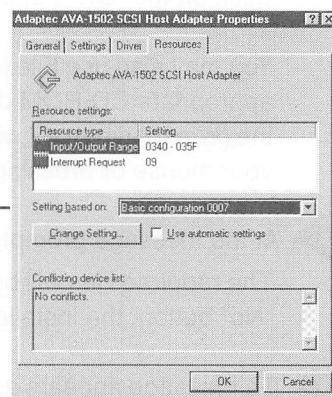 Adaptec AVA-1502 SCSI Host Adapter Properties
General Settings Driver Resources
Adaptec AVA-1502 SCSI Host Adapter
Resource settings:
Resource type Setting
Input/Output Range 0340 - 035F
Interrupt Request 09
Setting based on: Basic configuration 0007
Change Setting... Use automatic settings
Conflicting device list:
No conflicts.
OK Cancel